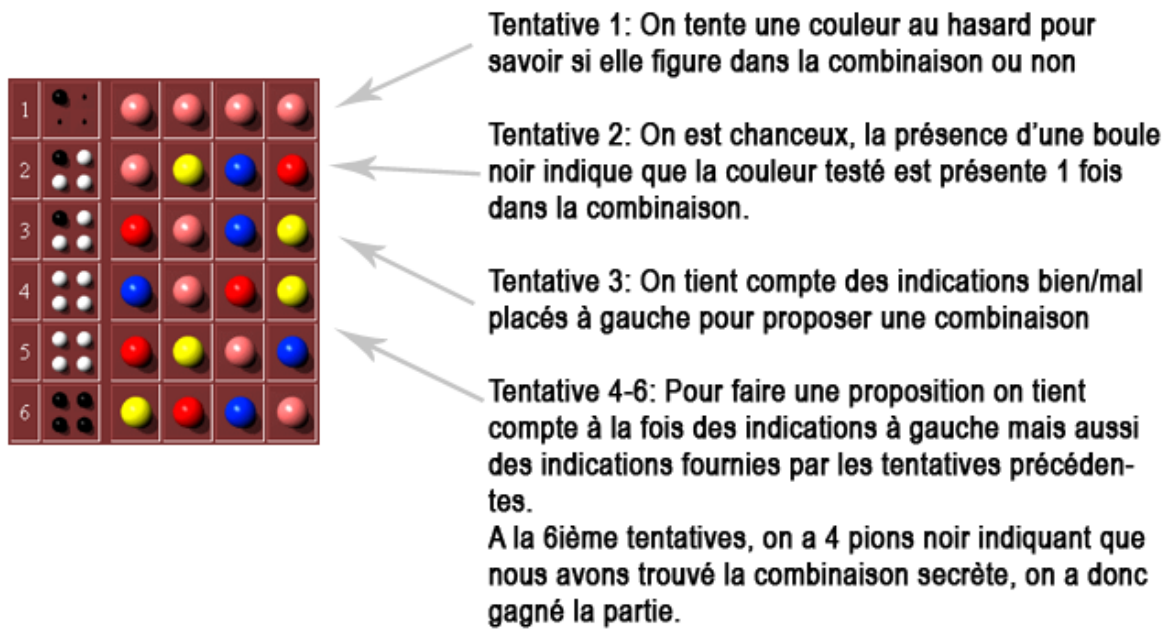 Tentative 1: On tente une couleur au hasard pour
savoir si elle figure dans la combinaison ou non
Tentative 2: On est chanceux, la présence d'une boule
noir indique que la couleur testé est présente 1 fois
dans la combinaison.
Tentative 3: On tient compte des indications bien/mal
placés à gauche pour proposer une combinaison
Tentative 4-6: Pour faire une proposition on tient
compte à la fois des indications à gauche mais aussi
des indications fournies par les tentatives précéden-
tes.
A la 6ième tentatives, on a 4 pions noir indiquant que
nous avons trouvé la combinaison secrète, on a donc
gagné la partie.
1
2
3
4
5
6